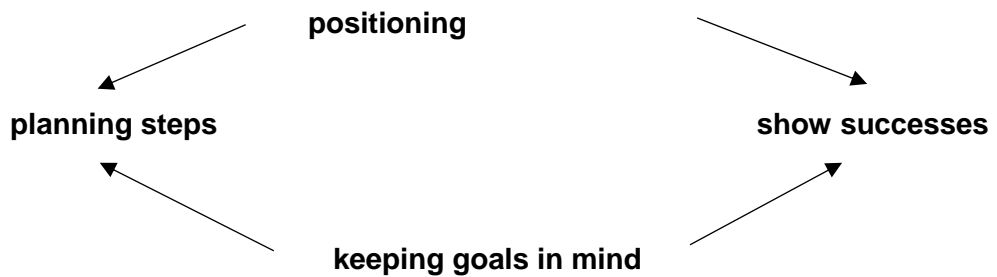 positioning
planning steps
show successes
keeping goals in mind